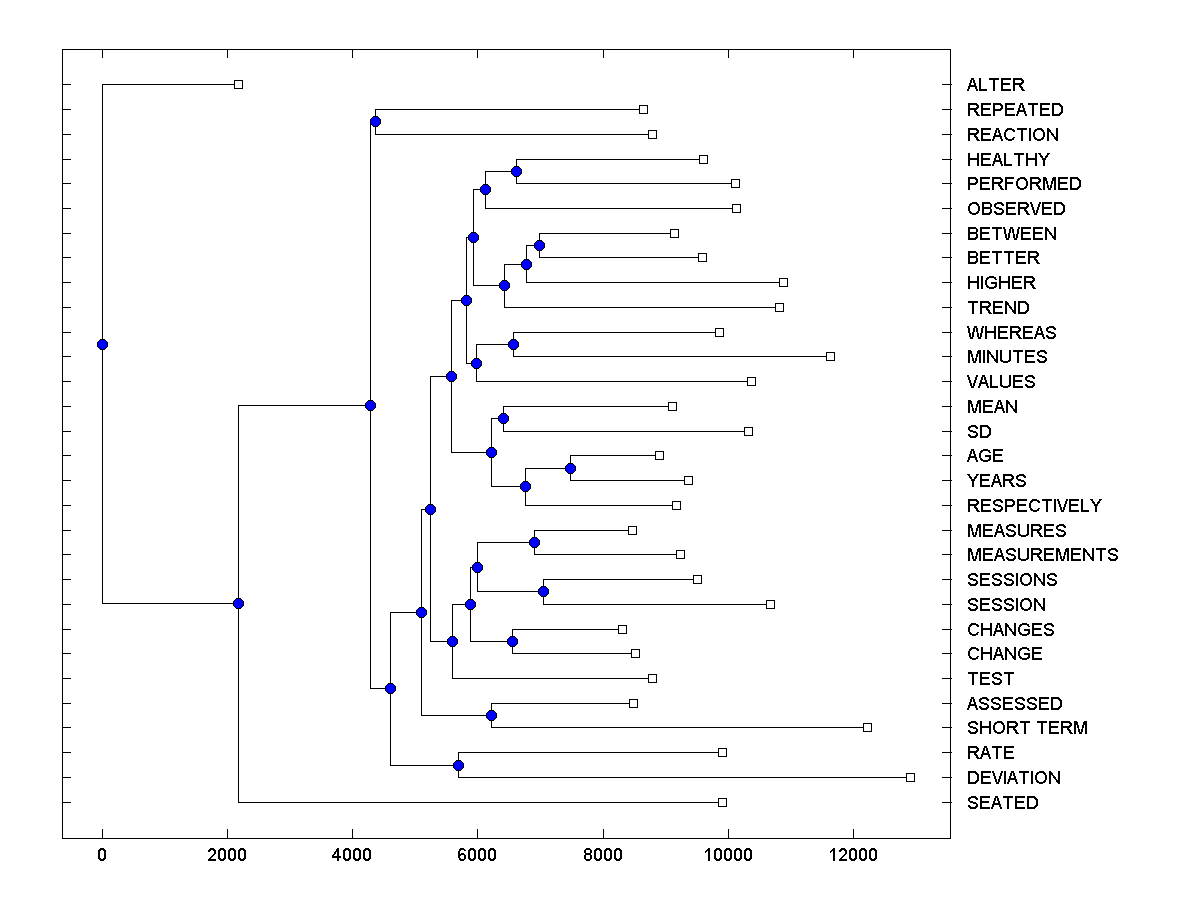 ALTER
REPEATED
REACTION
HEALTHY
PERFORMED
OBSERVED
BETWEEN
BETTER
HIGHER
TREND
WHEREAS
MINUTES
VALUES
MEAN
SD
AGE
YEARS
RESPECTIVELY
MEASURES
MEASUREMENTS
SESSIONS
SESSION
CHANGES
CHANGE
TEST
ASSESSED
SHORT TERM
RATE
DEVIATION
SEATED
0 2000 4000 6000 8000 10000 12000